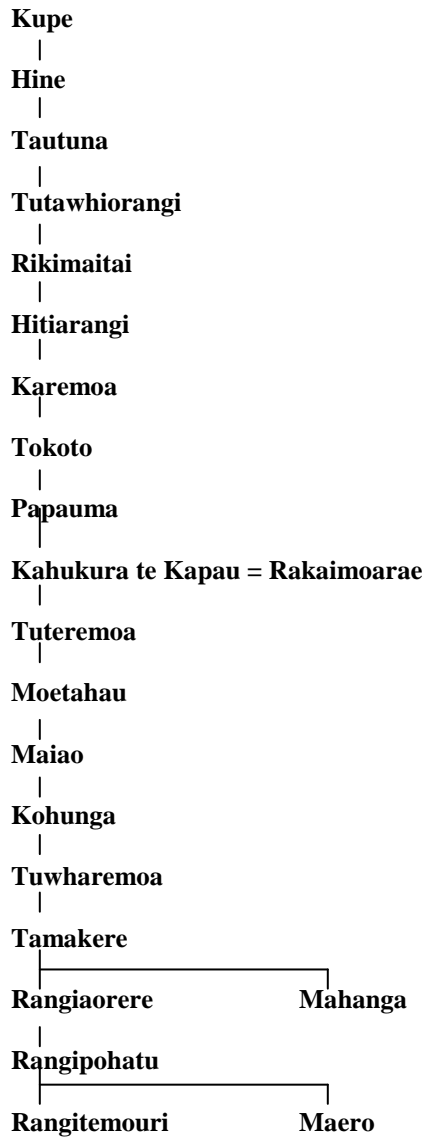 Kupe
Hine
Tautuna
Tutawhiorangi
Rikimaitai
Hitiarangi
Karemoa
Tokoto
Papauma
Kahukura te Kapau = Rakaimoarae
Tuteremoa
Moetahau
Maiao
Kohunga
Tuwharemoa
Tamakere
Rangiaorere Mahanga
Rangipohatu
Rangitemouri Maero